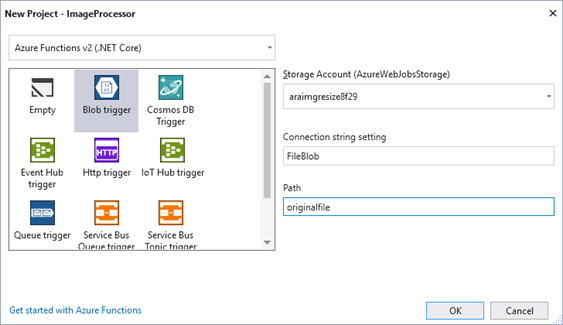 New Project - ImageProcessor
Azure Functions v2 (.NET Core)
Empty
Blob trigger
Cosmos DB
Trigger
Event Hub
trigger
Http trigger
IoT Hub trigger
Queue trigger
Service Bus
Queue trigger
Service Bus
Topic trigger
Storage Account (AzureWebJobsStorage)
araimgresize8f29
Connection string setting
FileBlob
Path
originalfile
Get started with Azure Functions
OK
Cancel